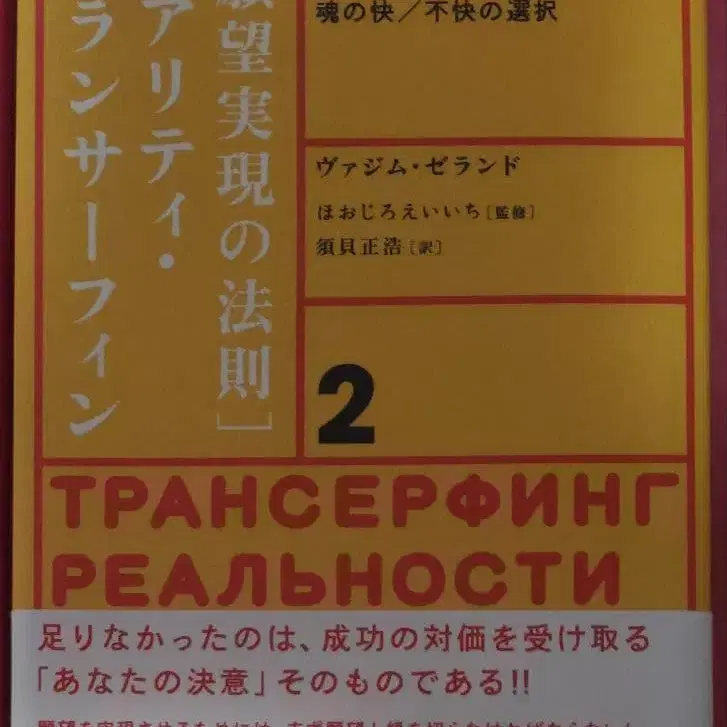 望実現の法則］
アリティ・
ランサーフィン
魂の快／不快の選択
ヴァジム・ゼランド
ほおじろえいいち［監修］
須貝正浩［訳］
2
ТРАНСЕРФИНГ
РЕАЛЬНОСТИ
足りなかったのは、成功の対価を受け取る
「あなたの決意」そのものである!!